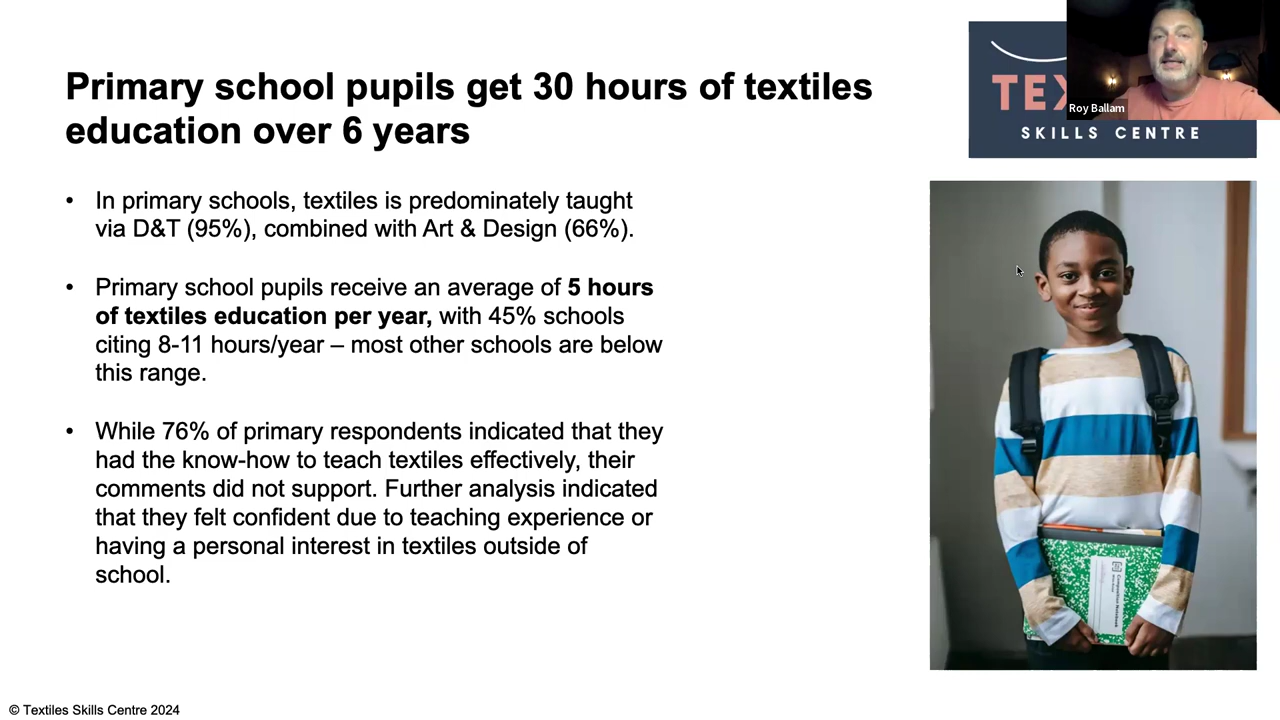 Primary school pupils get 30 hours of textiles
education over 6 years
• In primary schools, textiles is predominately taught
via D&T (95%), combined with Art & Design (66%).
• Primary school pupils receive an average of 5 hours
of textiles education per year, with 45% schools
citing 8-11 hours/year – most other schools are below
this range.
• While 76% of primary respondents indicated that they
had the know-how to teach textiles effectively, their
comments did not support. Further analysis indicated
that they felt confident due to teaching experience or
having a personal interest in textiles outside of
school.
TEX
SKILLS CENTRE
Roy Ballam
Composition Notebook
© Textiles Skills Centre 2024